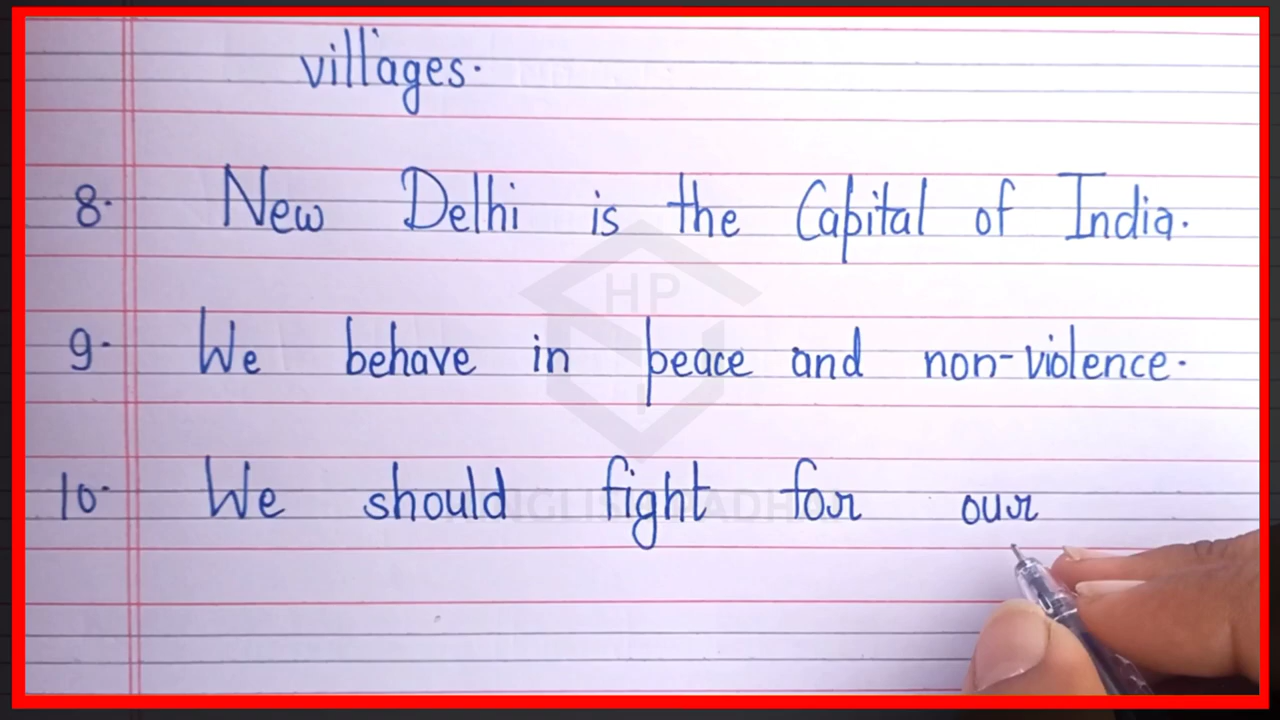 villages.
8. New Delhi is the Capital of India.
HP
9. We behave in peace and non-violence.
10. We should fight for our